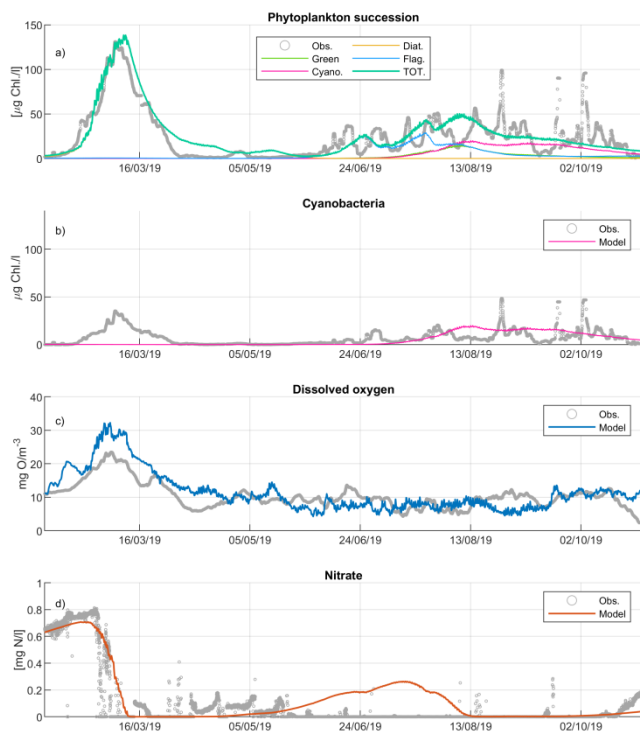 Phytoplankton succession
a)
[µg Chl./l]
150
100
50
0
Obs.
Green
Cyano.
Diat.
Flag.
TOT.
16/03/19 05/05/19 24/06/19 13/08/19 02/10/19
Cyanobacteria
b)
µg Chl./l
100
50
0
Obs.
Model
16/03/19 05/05/19 24/06/19 13/08/19 02/10/19
Dissolved oxygen
c)
mg O/m⁻³
40
30
20
10
0
Obs.
Model
16/03/19 05/05/19 24/06/19 13/08/19 02/10/19
Nitrate
d)
[mg N/l]
1
0.8
0.6
0.4
0.2
0
Obs.
Model
16/03/19 05/05/19 24/06/19 13/08/19 02/10/19